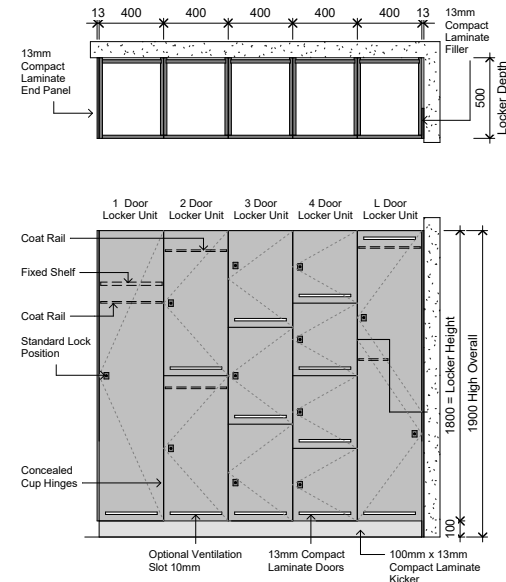 13 400 400 400 400 400 13
13mm
Compact
Laminate
Filler
13mm
Compact
Laminate
End Panel
500
Locker Depth
1 Door
Locker Unit
2 Door
Locker Unit
3 Door
Locker Unit
4 Door
Locker Unit
L Door
Locker Unit
Coat Rail
Fixed Shelf
Coat Rail
Standard Lock
Position
Concealed
Cup Hinges
1800 = Locker Height
1900 High Overall
100
Optional Ventilation
Slot 10mm
13mm Compact
Laminate Doors
100mm x 13mm
Compact Laminate
Kicker